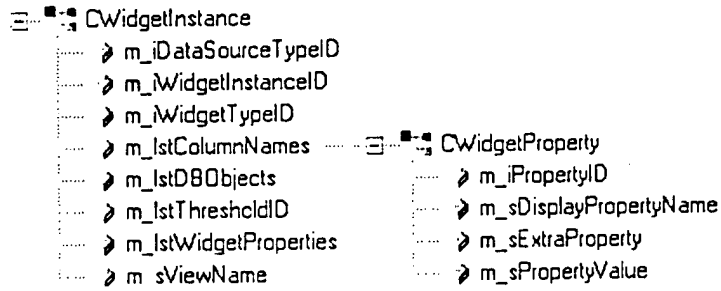 CWidgetInstance
m_iDataSourceTypeID
m_iWidgetInstanceID
m_iWidgetTypeID
m_lstColumnNames CWidgetProperty
m_lstDBObjects m_iPropertyID
m_lstThresholdID m_sDisplayPropertyName
m_lstWidgetProperties m_sExtraProperty
m_sViewName m_sPropertyValue